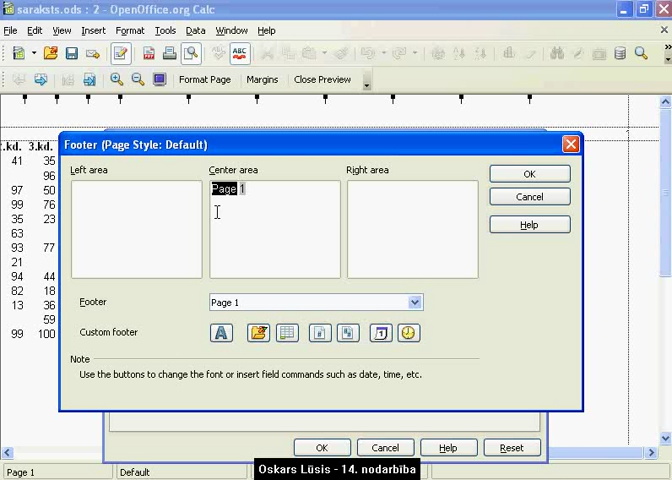 saraksts.ods : 2 - OpenOffice.org Calc
File Edit View Insert Format Tools Data Window Help
Format Page Margins Close Preview
.kd. 3.kd.
41 35
96
97 50
99 76
35 23
63
93 77
21
94 44
82 18
13 36
59
99 100
Footer (Page Style: Default)
Left area Center area Right area
Page 1
OK
Cancel
Help
Footer Page 1
Custom footer
Note
Use the buttons to change the font or insert field commands such as date, time, etc.
OK Cancel Help Reset
Page 1 Default
Oskars Lūsis - 14. nodarbība